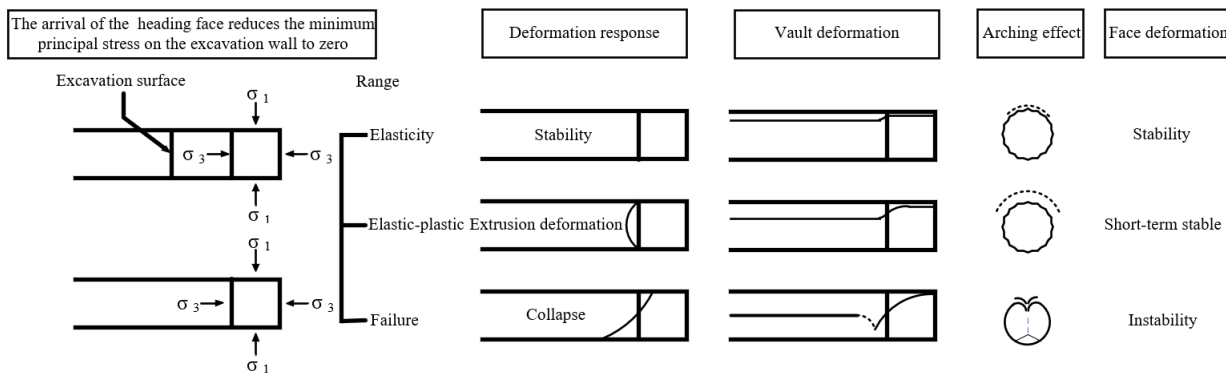 The arrival of the heading face reduces the minimum
principal stress on the excavation wall to zero
Deformation response
Vault deformation
Arching effect
Face deformation
Excavation surface
Range
σ 1
σ 3
σ 3
σ 1
Elasticity
Stability
Stability
Elastic-plastic
Extrusion deformation
Short-term stable
σ 1
σ 3
σ 3
σ 1
Failure
Collapse
Instability